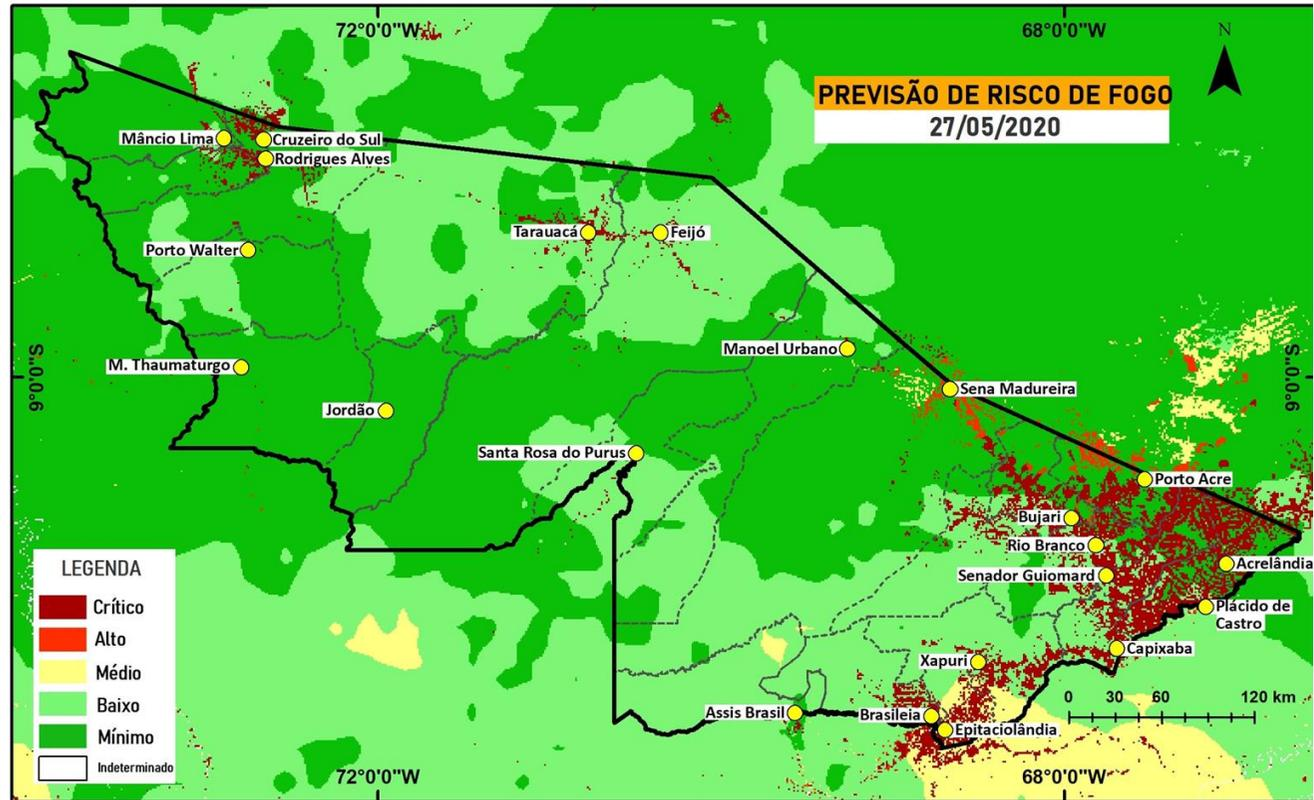 72°0'0"W
68°0'0"W
N
PREVISÃO DE RISCO DE FOGO
27/05/2020
Mâncio Lima
Cruzeiro do Sul
Rodrigues Alves
Tarauacá
Feijó
Porto Walter
Manoel Urbano
9°0'0"S
9°0'0"S
M. Thaumaturgo
Sena Madureira
Jordão
Santa Rosa do Purus
Porto Acre
Bujari
Rio Branco
Acrelândia
Senador Guiomard
Plácido de
Castro
Capixaba
Xapuri
Assis Brasil
Brasileia
Epitaciolândia
0 30 60 120 km
LEGENDA
Crítico
Alto
Médio
Baixo
Mínimo
Indeterminado
72°0'0"W
68°0'0"W